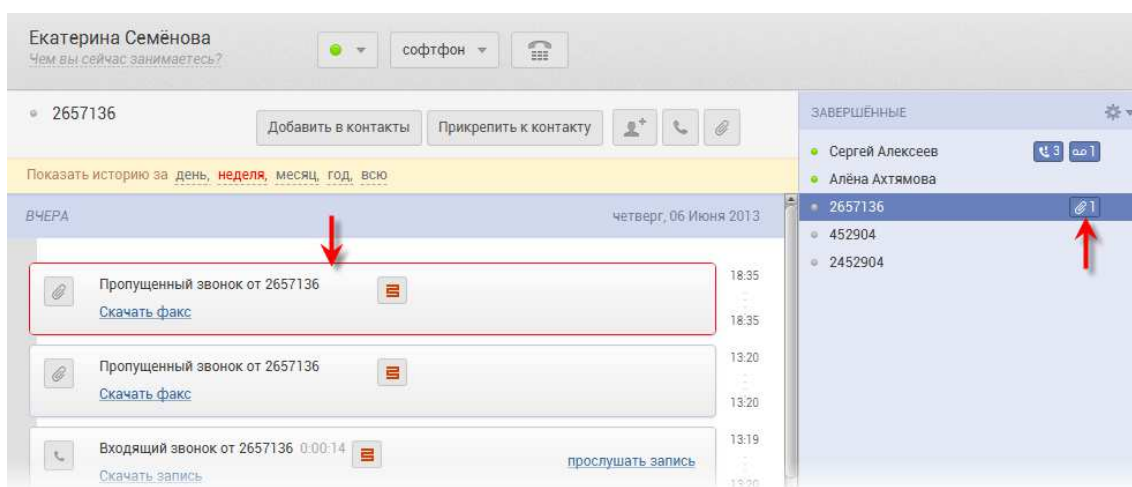 Екатерина Семёнова
Чем вы сейчас занимаетесь?
софтфон
2657136
Добавить в контакты
Прикрепить к контакту
Показать историю за день, неделя, месяц, год, всю
ВЧЕРА
четверг, 06 Июня 2013
Пропущенный звонок от 2657136
Скачать факс
18:35
18:35
Пропущенный звонок от 2657136
Скачать факс
13:20
13:20
Входящий звонок от 2657136 0:00:14
Скачать запись
прослушать запись
13:19
13:20
ЗАВЕРШЁННЫЕ
Сергей Алексеев 3 1
Алёна Ахтямова
2657136 1
452904
2452904